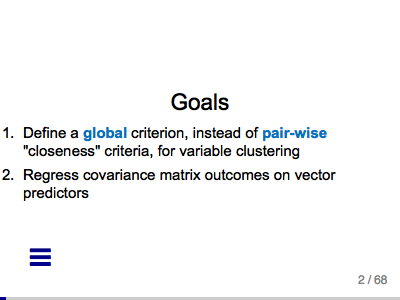 Goals
1. Define a global criterion, instead of pair-wise
"closeness" criteria, for variable clustering
2. Regress covariance matrix outcomes on vector
predictors
2 / 68